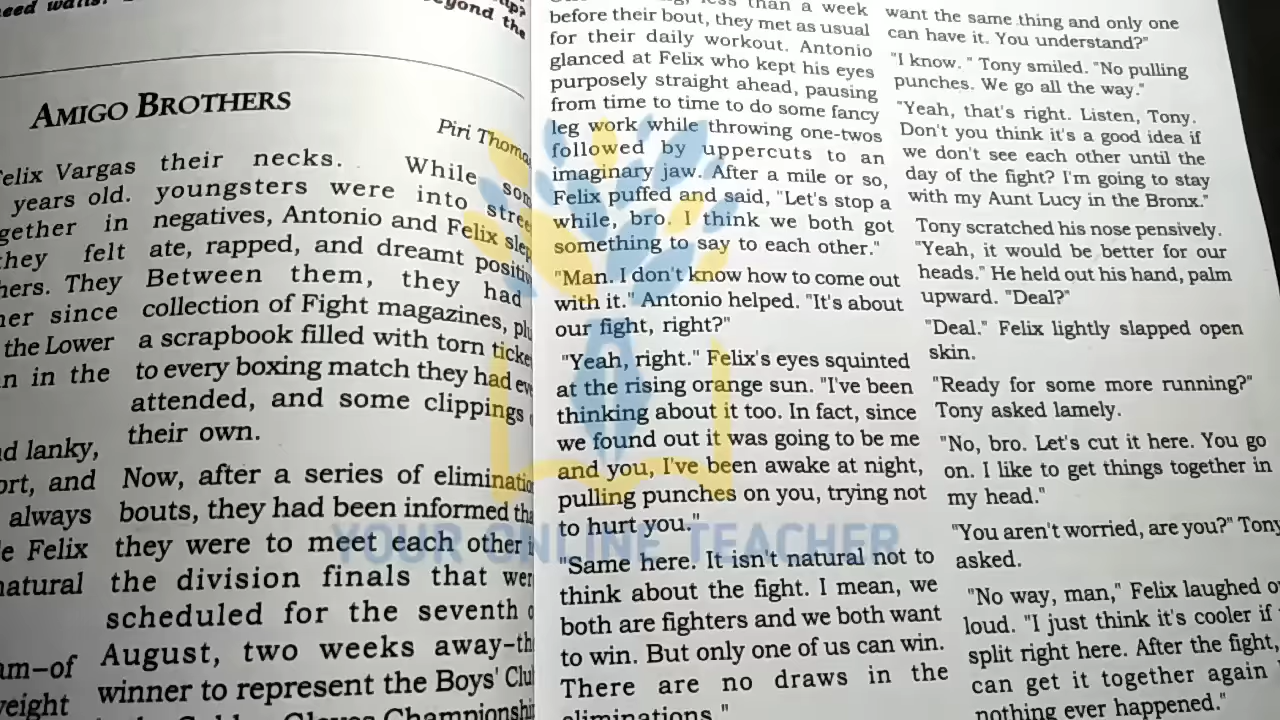 need
beyond the
AMIGO BROTHERS
Piri
Felix Vargas
years old.
in
they felt
They
since
the Lower
in the
lanky,
and
always
Felix
natural
their necks. While
youngsters were into
negatives, Antonio and Felix
ate, rapped, and dreamt
Between them, they had
collection of Fight magazines,
a scrapbook filled with torn
to every boxing match they had
attended, and some clippings
their own.
Now, after a series of
bouts, they had been informed
they were to meet each other
the division finals that
scheduled for the seventh
August, two weeks
winner to represent the Boys'
than a week
before their bout, they met as usual
for their daily workout. Antonio
glanced at Felix who kept his eyes
purposely straight ahead, pausing
from time to time to do some fancy
leg work while throwing one-twos
followed by uppercuts to an
imaginary jaw. After a mile or so,
Felix puffed and said, "Let's stop a
while, bro. I think we both got
something to say to each other."
"Man. I don't know how to come out
with it." Antonio helped. "It's about
our fight, right?"
"Yeah, right." Felix's eyes squinted
at the rising orange sun. "I've been
thinking about it too. In fact, since
we found out it was going to be me
and you, I've been awake at night,
pulling punches on you, trying not
to hurt you."
"Same here. It isn't natural not to
think about the fight. I mean, we
both are fighters and we both want
to win. But only one of us can win.
There are no draws in the
eliminations."
want the same thing and only one
can have it. You understand?"
"I know. " Tony smiled. "No pulling
punches. We go all the way."
"Yeah, that's right. Listen, Tony.
Don't you think it's a good idea if
we don't see each other until the
day of the fight? I'm going to stay
with my Aunt Lucy in the Bronx."
Tony scratched his nose pensively.
"Yeah, it would be better for our
heads." He held out his hand, palm
upward. "Deal?"
"Deal." Felix lightly slapped open
skin.
"Ready for some more running?"
Tony asked lamely.
"No, bro. Let's cut it here. You go
on. I like to get things together in
my head."
"You aren't worried, are you?" Tony
asked.
"No way, man," Felix laughed
loud. "I just think it's cooler if
split right here. After the fight,
can get it together again
nothing ever happened."
YOUR ONLINE TEACHER